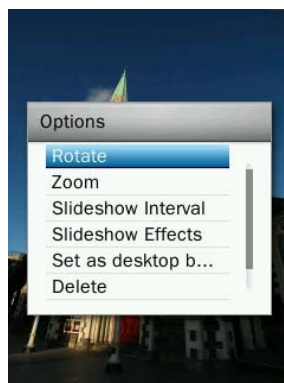 Options
Rotate
Zoom
Slideshow Interval
Slideshow Effects
Set as desktop b...
Delete